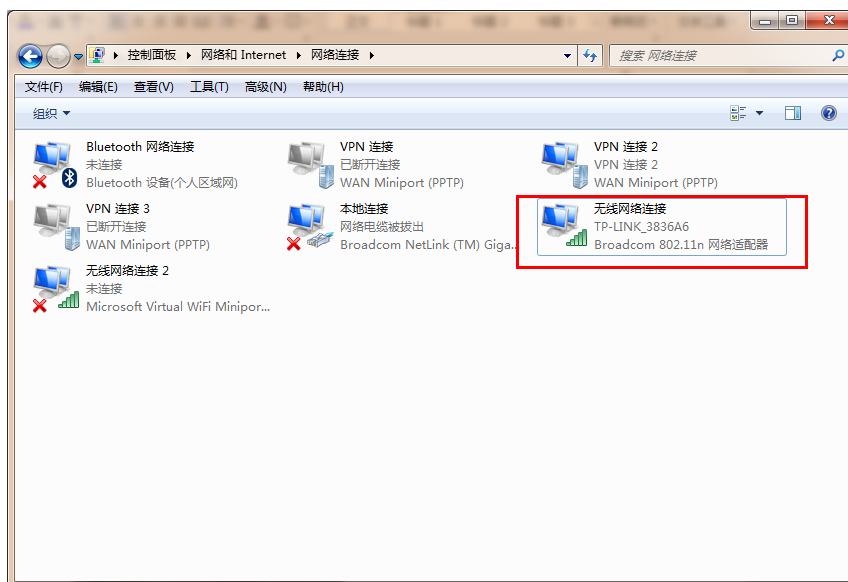 控制面板 网络和 Internet 网络连接
搜索 网络连接
文件(F) 编辑(E) 查看(V) 工具(T) 高级(N) 帮助(H)
组织
Bluetooth 网络连接
未连接
Bluetooth 设备(个人区域网)
VPN 连接
已断开连接
WAN Miniport (PPTP)
VPN 连接 2
VPN 连接 2
WAN Miniport (PPTP)
VPN 连接 3
已断开连接
WAN Miniport (PPTP)
本地连接
网络电缆被拔出
Broadcom NetLink (TM) Giga...
无线网络连接
TP-LINK_3836A6
Broadcom 802.11n 网络适配器
无线网络连接 2
未连接
Microsoft Virtual WiFi Minipor...